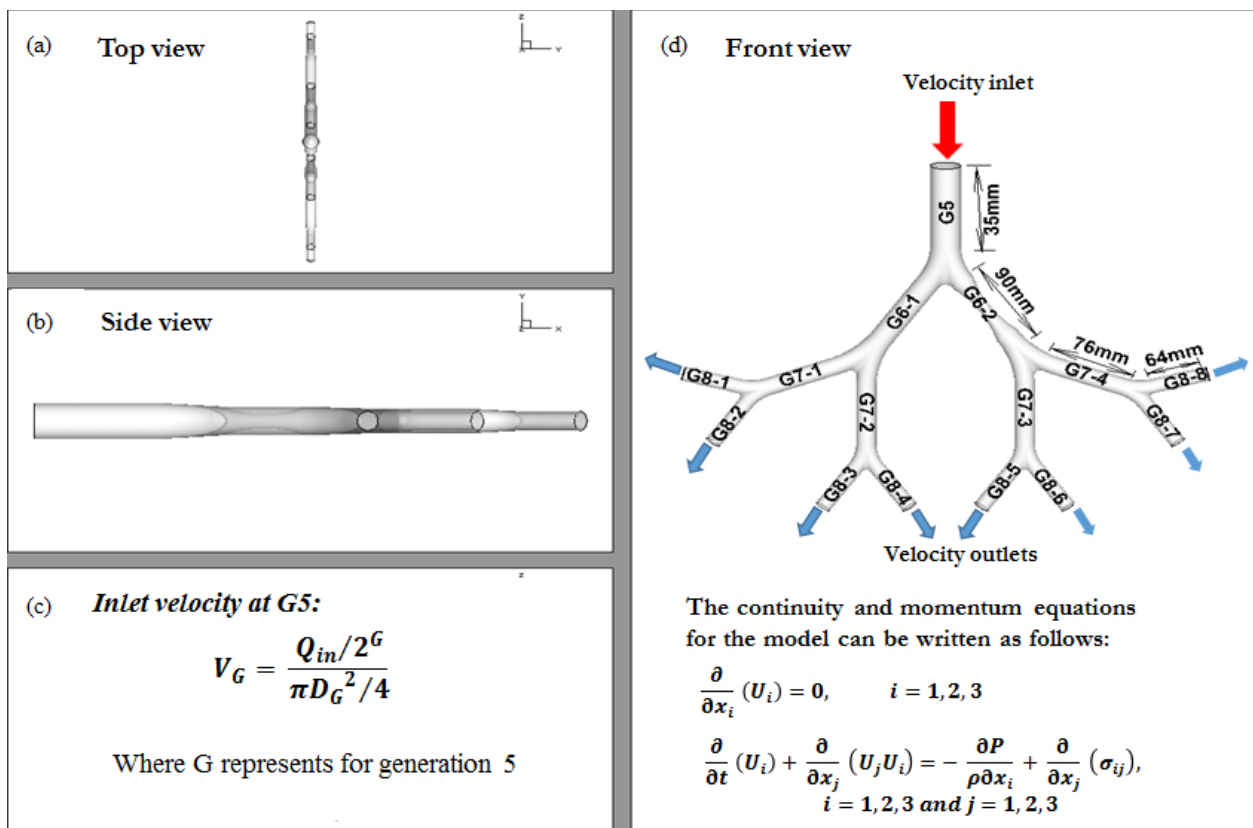 (a) Top view
Z
X Y
(b) Side view
Y
Z X
Z
(c) Inlet velocity at G5:
V_G = (Q_in/2^G)/(πD_G²/4)
Where G represents for generation 5
(d) Front view
Velocity inlet
G5
35mm
G6-1
G6-2
90mm
76mm
64mm
G8-1
G7-1
G7-4
G8-8
G8-2
G7-2
G7-3
G8-7
G8-3
G8-4
G8-5
G8-6
Velocity outlets
The continuity and momentum equations
for the model can be written as follows:
∂/∂x_i (U_i) = 0, i = 1, 2, 3
∂/∂t (U_i) + ∂/∂x_j (U_jU_i) = − ∂P/ρ∂x_i + ∂/∂x_j (σ_ij),
i = 1, 2, 3 and j = 1, 2, 3